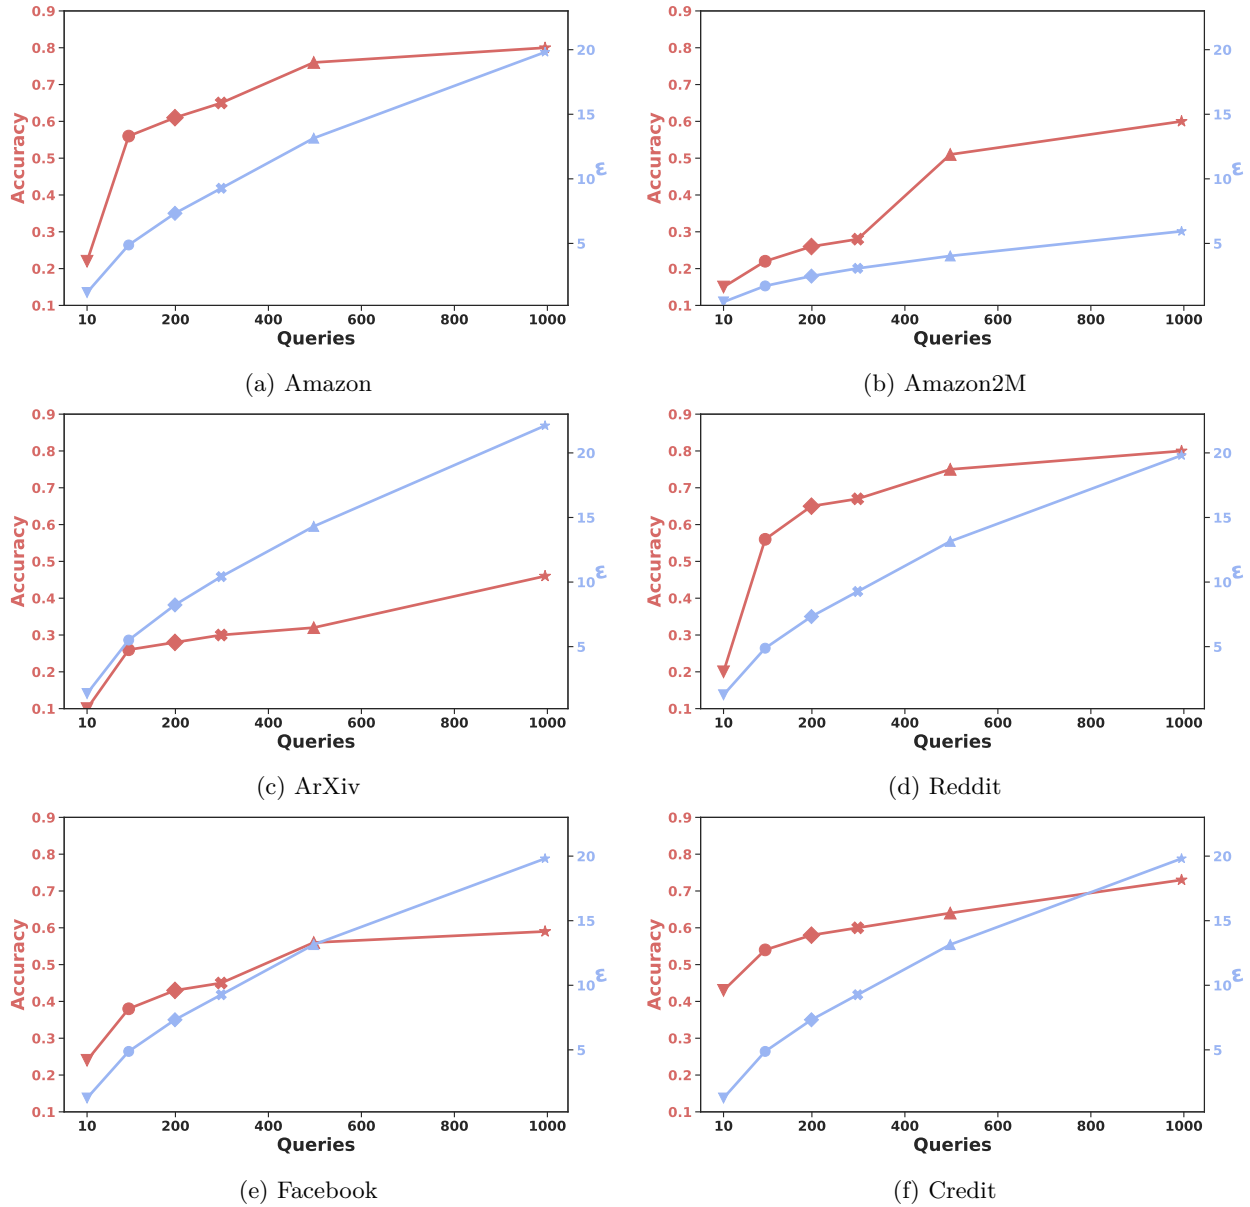 0.9
0.8
0.7
0.6
0.5
0.4
0.3
0.2
0.1
Accuracy
20
15
10
5
ε
10 200 400 600 800 1000
Queries
(a) Amazon
0.9
0.8
0.7
0.6
0.5
0.4
0.3
0.2
0.1
Accuracy
20
15
10
5
ε
10 200 400 600 800 1000
Queries
(b) Amazon2M
0.9
0.8
0.7
0.6
0.5
0.4
0.3
0.2
0.1
Accuracy
20
15
10
5
ε
10 200 400 600 800 1000
Queries
(c) ArXiv
0.9
0.8
0.7
0.6
0.5
0.4
0.3
0.2
0.1
Accuracy
20
15
10
5
ε
10 200 400 600 800 1000
Queries
(d) Reddit
0.9
0.8
0.7
0.6
0.5
0.4
0.3
0.2
0.1
Accuracy
20
15
10
5
ε
10 200 400 600 800 1000
Queries
(e) Facebook
0.9
0.8
0.7
0.6
0.5
0.4
0.3
0.2
0.1
Accuracy
20
15
10
5
ε
10 200 400 600 800 1000
Queries
(f) Credit